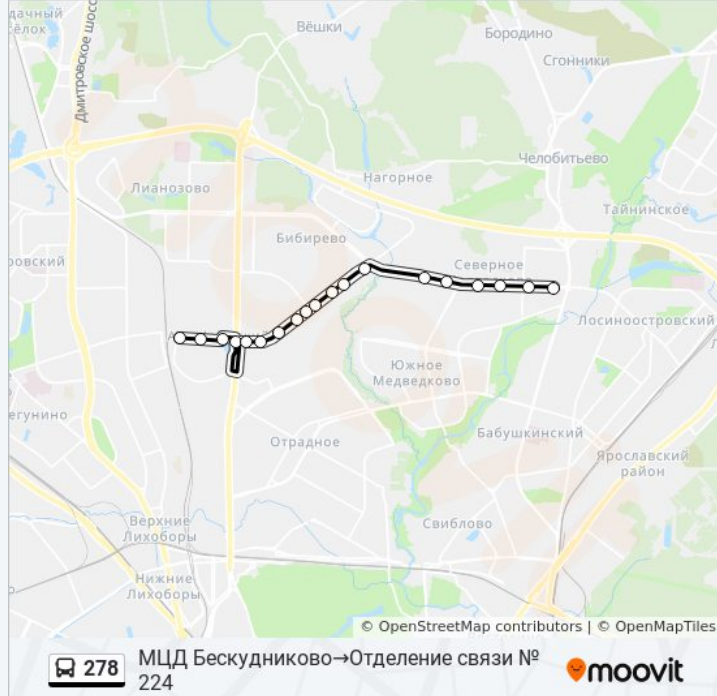 дачный
сёлок
Дмитровское шосс
Вёшки
Бородино
Сгонники
Челобитьево
Нагорное
Лианозово
Тайнинское
Бибирево
ровский
Северное
Лосиноостровский
Южное
Медведково
егунино
Отрадное
Бабушкинский
Ярославский
район
Свиблово
Верхние
Лихоборы
Нижние
Лихоборы
© OpenStreetMap contributors | © OpenMapTiles
278
МЦД Бескудниково→Отделение связи №
224
moovit